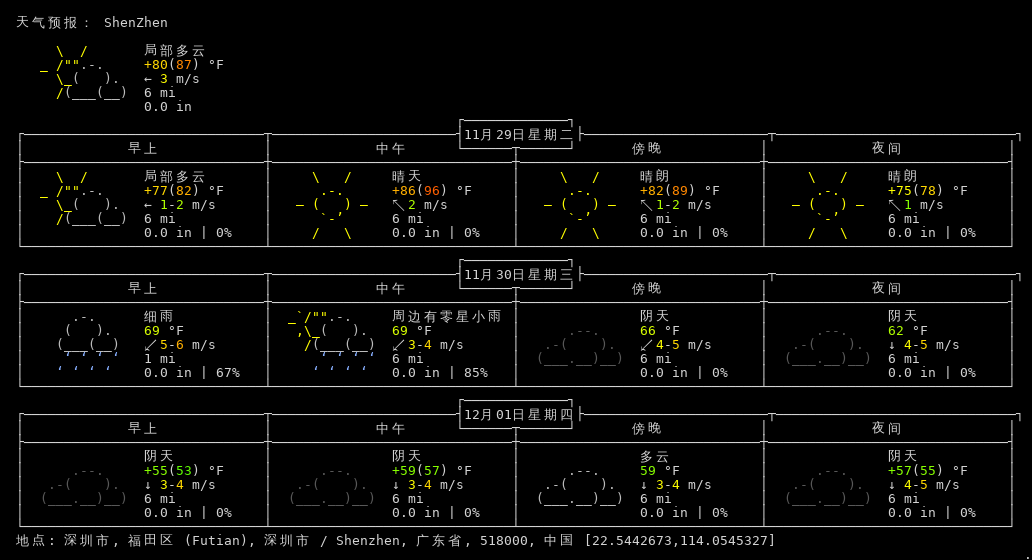 天气预报： ShenZhen
局部多云
+80(87) °F
← 3 m/s
6 mi
0.0 in
11月29日星期二
早上 中午 傍晚 夜间
局部多云 晴天 晴朗 晴朗
+77(82) °F +86(96) °F +82(89) °F +75(78) °F
← 1-2 m/s ↖ 2 m/s ↖ 1-2 m/s ↖ 1 m/s
6 mi 6 mi 6 mi 6 mi
0.0 in | 0% 0.0 in | 0% 0.0 in | 0% 0.0 in | 0%
11月30日星期三
早上 中午 傍晚 夜间
细雨 周边有零星小雨 阴天 阴天
69 °F 69 °F 66 °F 62 °F
↙ 5-6 m/s ↙ 3-4 m/s ↙ 4-5 m/s ↓ 4-5 m/s
1 mi 6 mi 6 mi 6 mi
0.0 in | 67% 0.0 in | 85% 0.0 in | 0% 0.0 in | 0%
12月01日星期四
早上 中午 傍晚 夜间
阴天 阴天 多云 阴天
+55(53) °F +59(57) °F 59 °F +57(55) °F
↓ 3-4 m/s ↓ 3-4 m/s ↓ 3-4 m/s ↓ 4-5 m/s
6 mi 6 mi 6 mi 6 mi
0.0 in | 0% 0.0 in | 0% 0.0 in | 0% 0.0 in | 0%
地点: 深圳市, 福田区 (Futian), 深圳市 / Shenzhen, 广东省, 518000, 中国 [22.5442673,114.0545327]